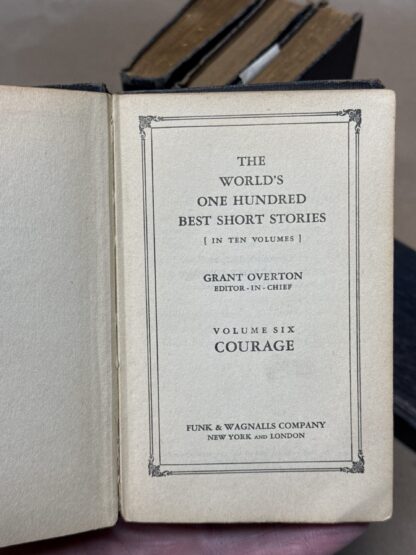 THE
WORLD'S
ONE HUNDRED
BEST SHORT STORIES
[ IN TEN VOLUMES ]
GRANT OVERTON
EDITOR-IN-CHIEF
VOLUME SIX
COURAGE
FUNK & WAGNALLS COMPANY
NEW YORK AND LONDON